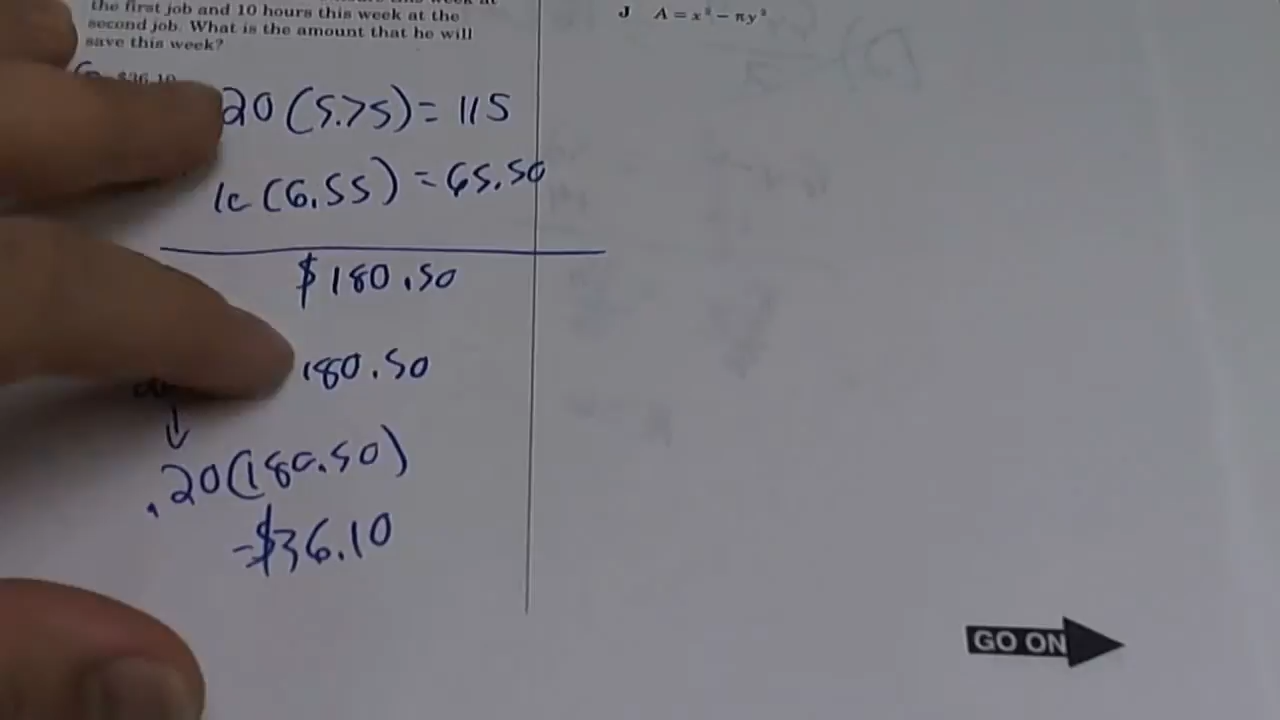 the first job and 10 hours this week at the
second job. What is the amount that he will
save this week?
$36.10
20(5.75)= 115
10(6.55) = 65.50
$180.50
180.50
.20(180.50)
=$36.10
J A = x² – πy²
GO ON